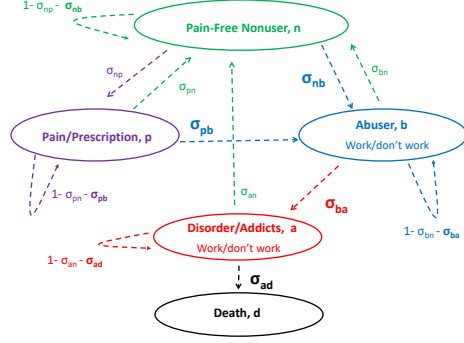 1- σnp - σnb
Pain-Free Nonuser, n
σnp
σpn
σnb
σbn
Pain/Prescription, p
σpb
Abuser, b
Work/don't work
1- σpn - σpb
σan
σba
1- σbn - σba
Disorder/Addicts, a
Work/don't work
1- σan - σad
σad
Death, d